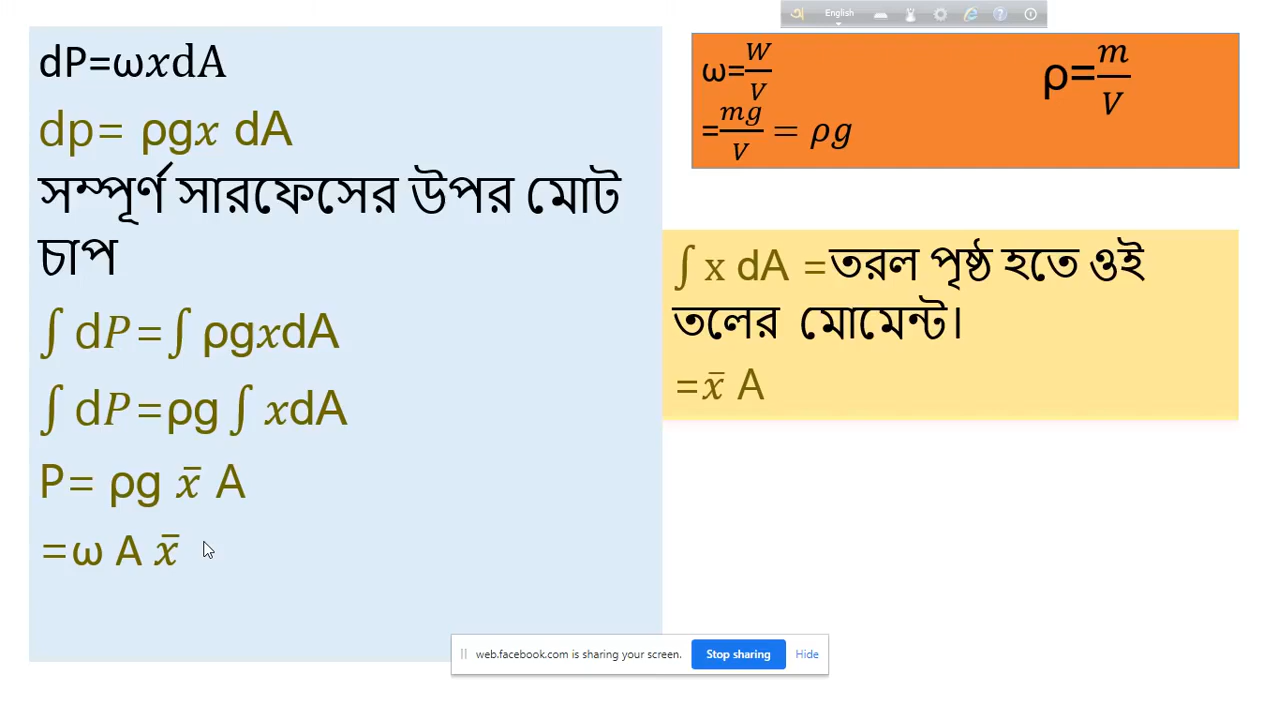 অ English
dP=ωxdA
dp= ρgx dA
সম্পূর্ণ সারফেসের উপর মোট
চাপ
∫ dP=∫ ρgxdA
∫ dP=ρg ∫ xdA
P= ρg x̄ A
=ω A x̄
ω=W/V
=mg/V = ρg
ρ=m/V
∫ x dA =তরল পৃষ্ঠ হতে ওই
তলের মোমেন্ট।
=x̄ A
web.facebook.com is sharing your screen. Stop sharing Hide